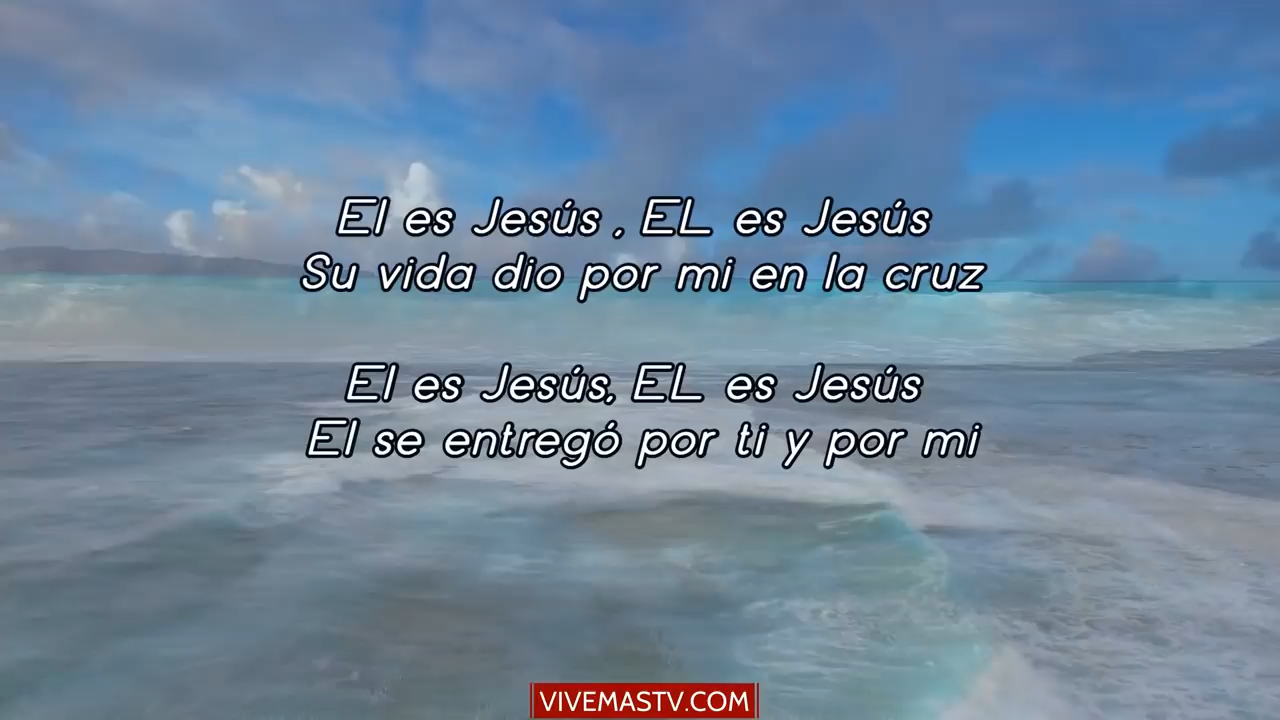 El es Jesús , EL es Jesús
Su vida dio por mi en la cruz
El es Jesús, EL es Jesús
El se entregó por ti y por mi
VIVEMASTV.COM